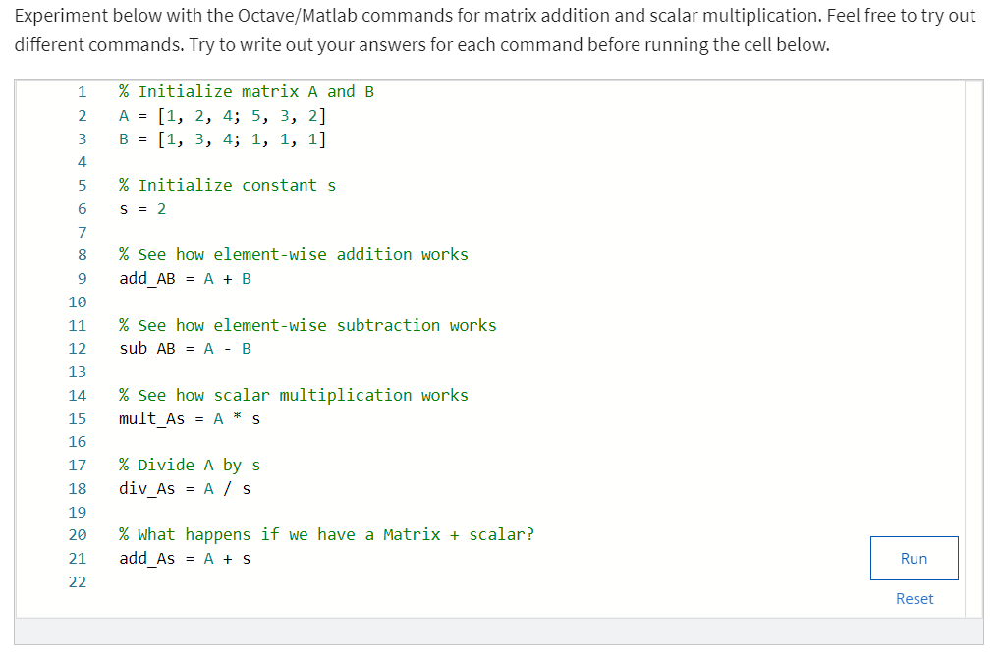 Experiment below with the Octave/Matlab commands for matrix addition and scalar multiplication. Feel free to try out
different commands. Try to write out your answers for each command before running the cell below.
1 % Initialize matrix A and B
2 A = [1, 2, 4; 5, 3, 2]
3 B = [1, 3, 4; 1, 1, 1]
4
5 % Initialize constant s
6 s = 2
7
8 % See how element-wise addition works
9 add_AB = A + B
10
11 % See how element-wise subtraction works
12 sub_AB = A - B
13
14 % See how scalar multiplication works
15 mult_As = A * s
16
17 % Divide A by s
18 div_As = A / s
19
20 % What happens if we have a Matrix + scalar?
21 add_As = A + s
22
Run
Reset